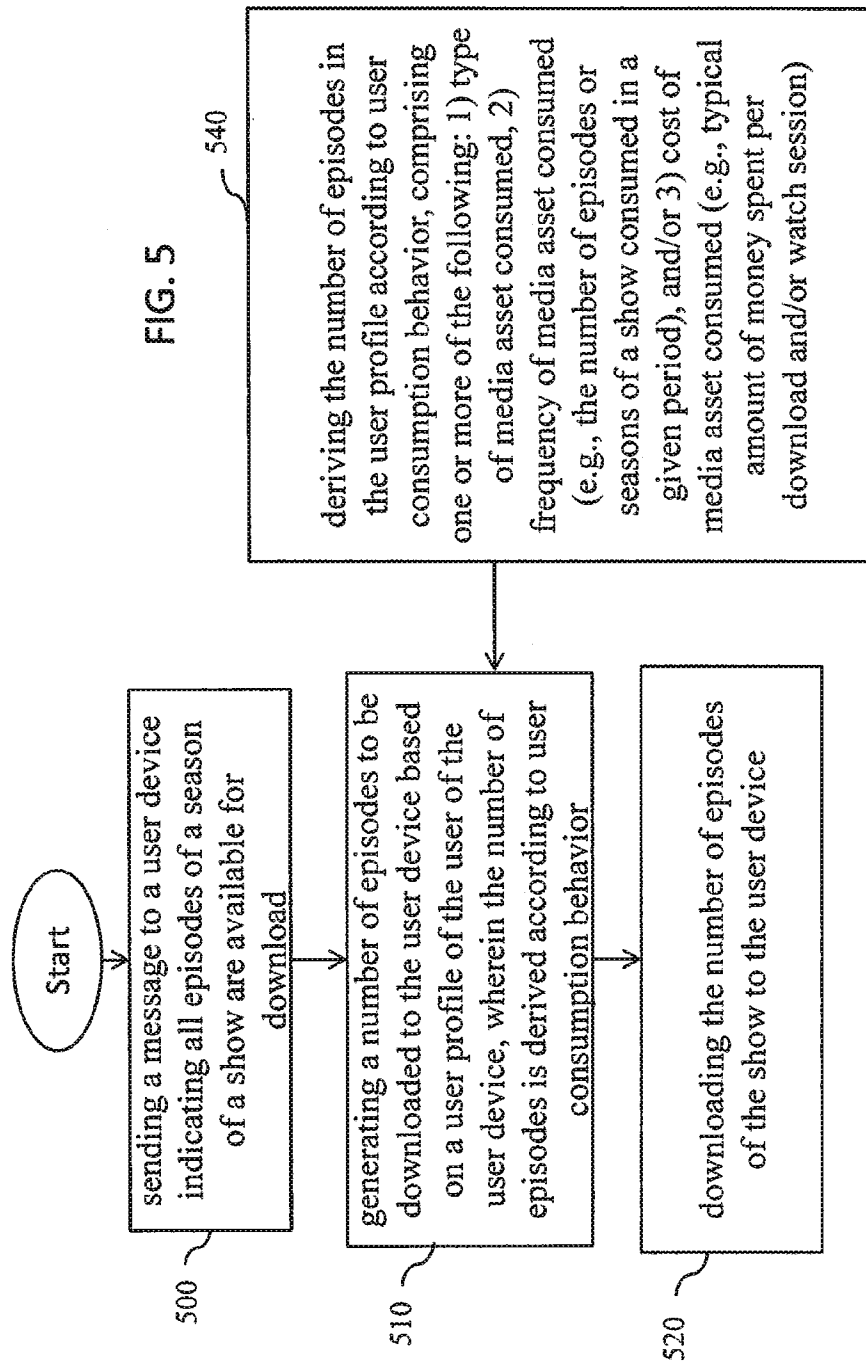 FIG. 5
Start
500
sending a message to a user device
indicating all episodes of a season
of a show are available for
download
510
generating a number of episodes to be
downloaded to the user device based
on a user profile of the user of the
user device, wherein the number of
episodes is derived according to user
consumption behavior
520
downloading the number of episodes
of the show to the user device
540
deriving the number of episodes in
the user profile according to user
consumption behavior, comprising
one or more of the following: 1) type
of media asset consumed, 2)
frequency of media asset consumed
(e.g., the number of episodes or
seasons of a show consumed in a
given period), and/or 3) cost of
media asset consumed (e.g., typical
amount of money spent per
download and/or watch session)